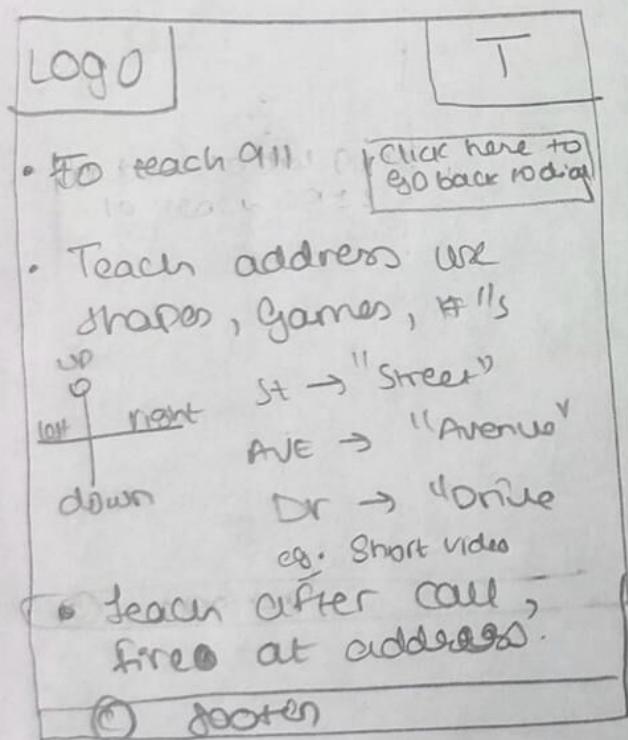 Logo
T
• To teach 911
Click here to
go back to dial
• Teach address use
shapes, games, #'s
up
left right
down
St → "Street"
AVE → "Avenue"
Dr → "Drive
eg. Short video
• teach after call,
fire at address.
© footer